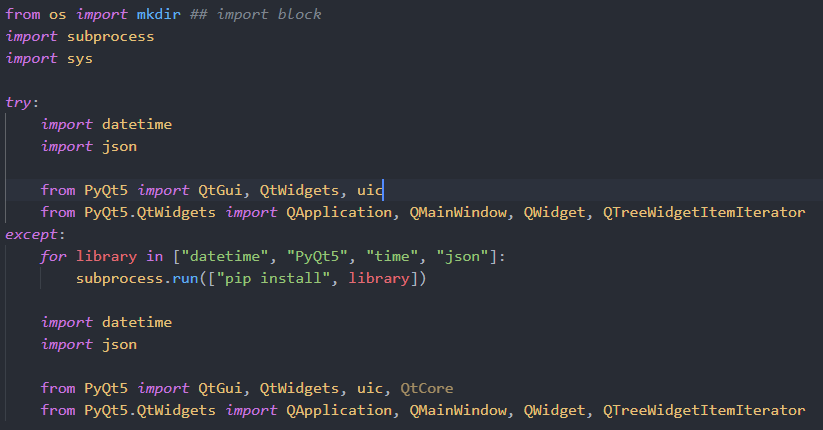 from os import mkdir ## import block
import subprocess
import sys
try:
import datetime
import json
from PyQt5 import QtGui, QtWidgets, uic
from PyQt5.QtWidgets import QApplication, QMainWindow, QWidget, QTreeWidgetItemIterator
except:
for library in ["datetime", "PyQt5", "time", "json"]:
subprocess.run(["pip install", library])
import datetime
import json
from PyQt5 import QtGui, QtWidgets, uic, QtCore
from PyQt5.QtWidgets import QApplication, QMainWindow, QWidget, QTreeWidgetItemIterator